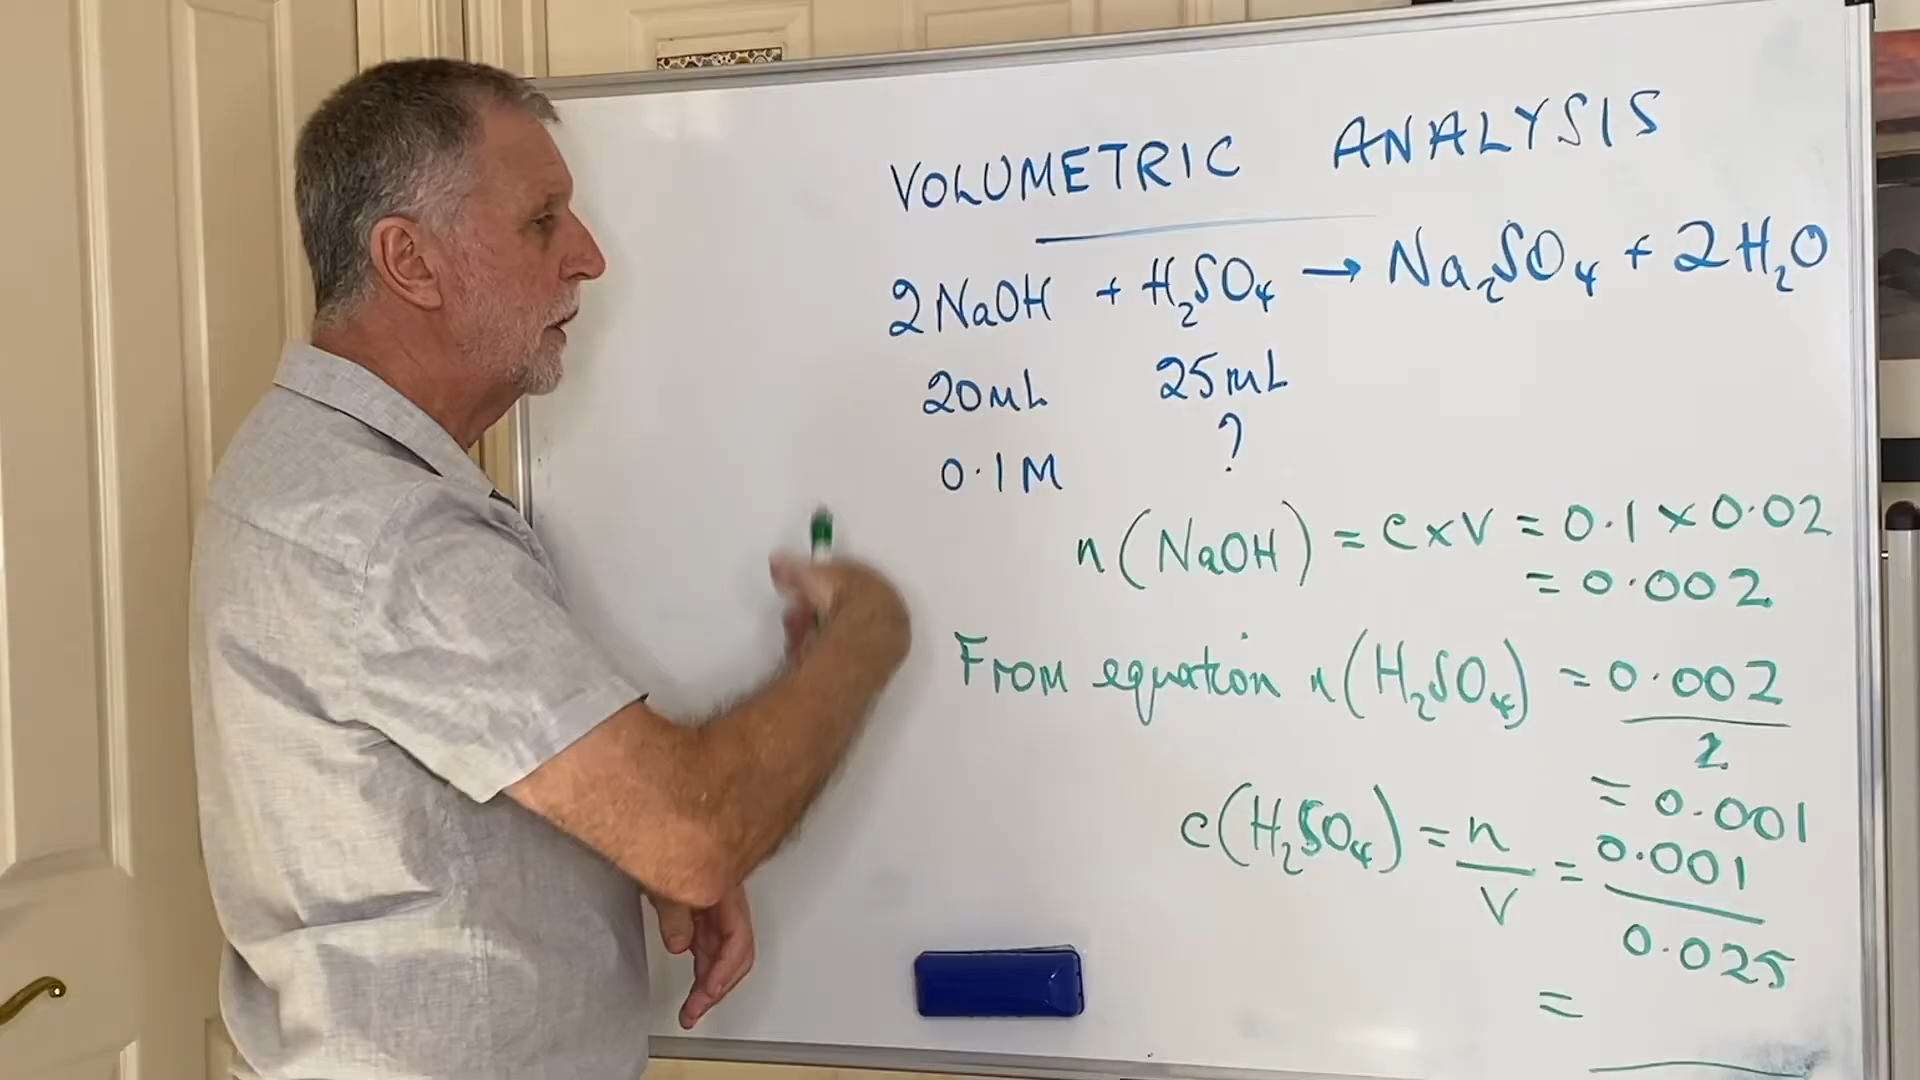 VOLUMETRIC ANALYSIS
2NaOH + H₂SO₄ → Na₂SO₄ + 2H₂O
20mL 25mL
0.1M ?
n(NaOH) = c×V = 0.1 × 0.02
= 0.002
From equation n(H₂SO₄) = 0.002
2
= 0.001
c(H₂SO₄) = n = 0.001
V 0.025
=